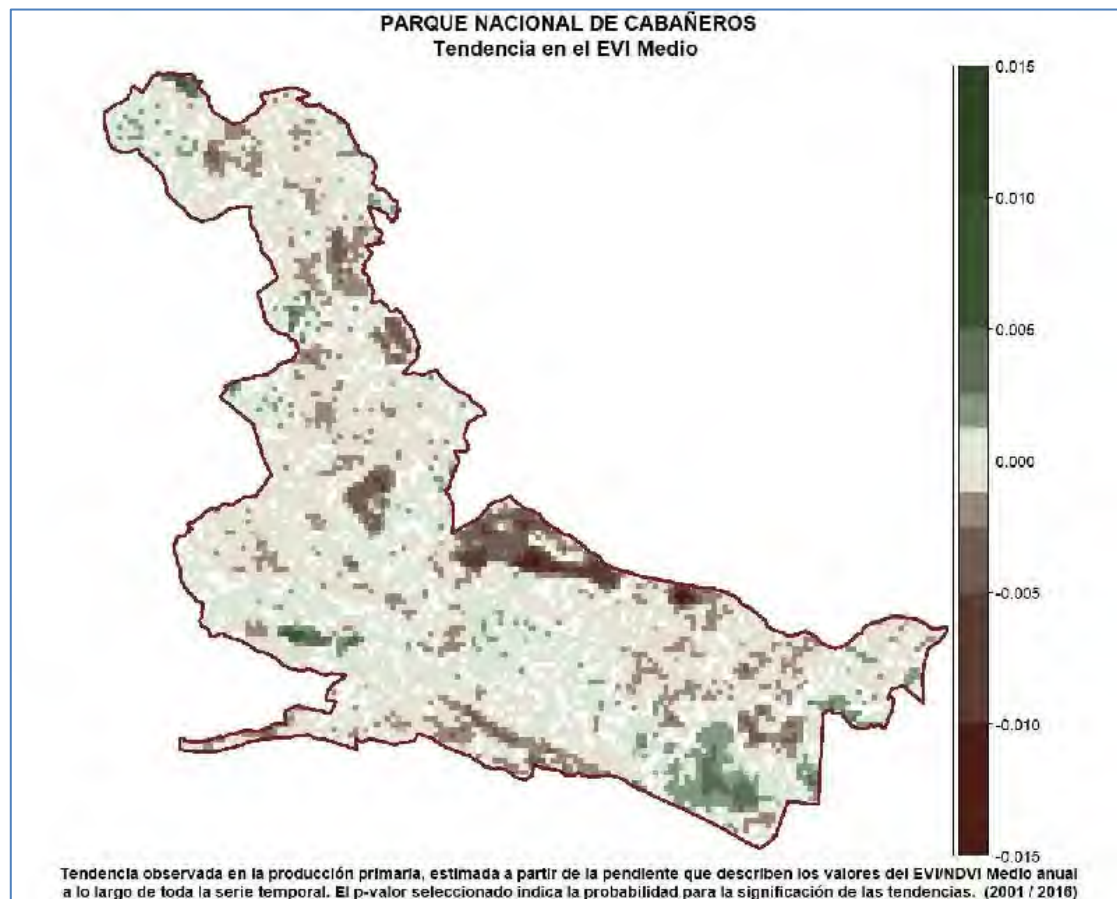 PARQUE NACIONAL DE CABAÑEROS
Tendencia en el EVI Medio
0.015
0.010
0.005
0.000
-0.005
-0.010
-0.015
Tendencia observada en la producción primaria, estimada a partir de la pendiente que describen los valores del EVI/NDVI Medio anual
a lo largo de toda la serie temporal. El p-valor seleccionado indica la probabilidad para la significación de las tendencias. (2001 / 2016)